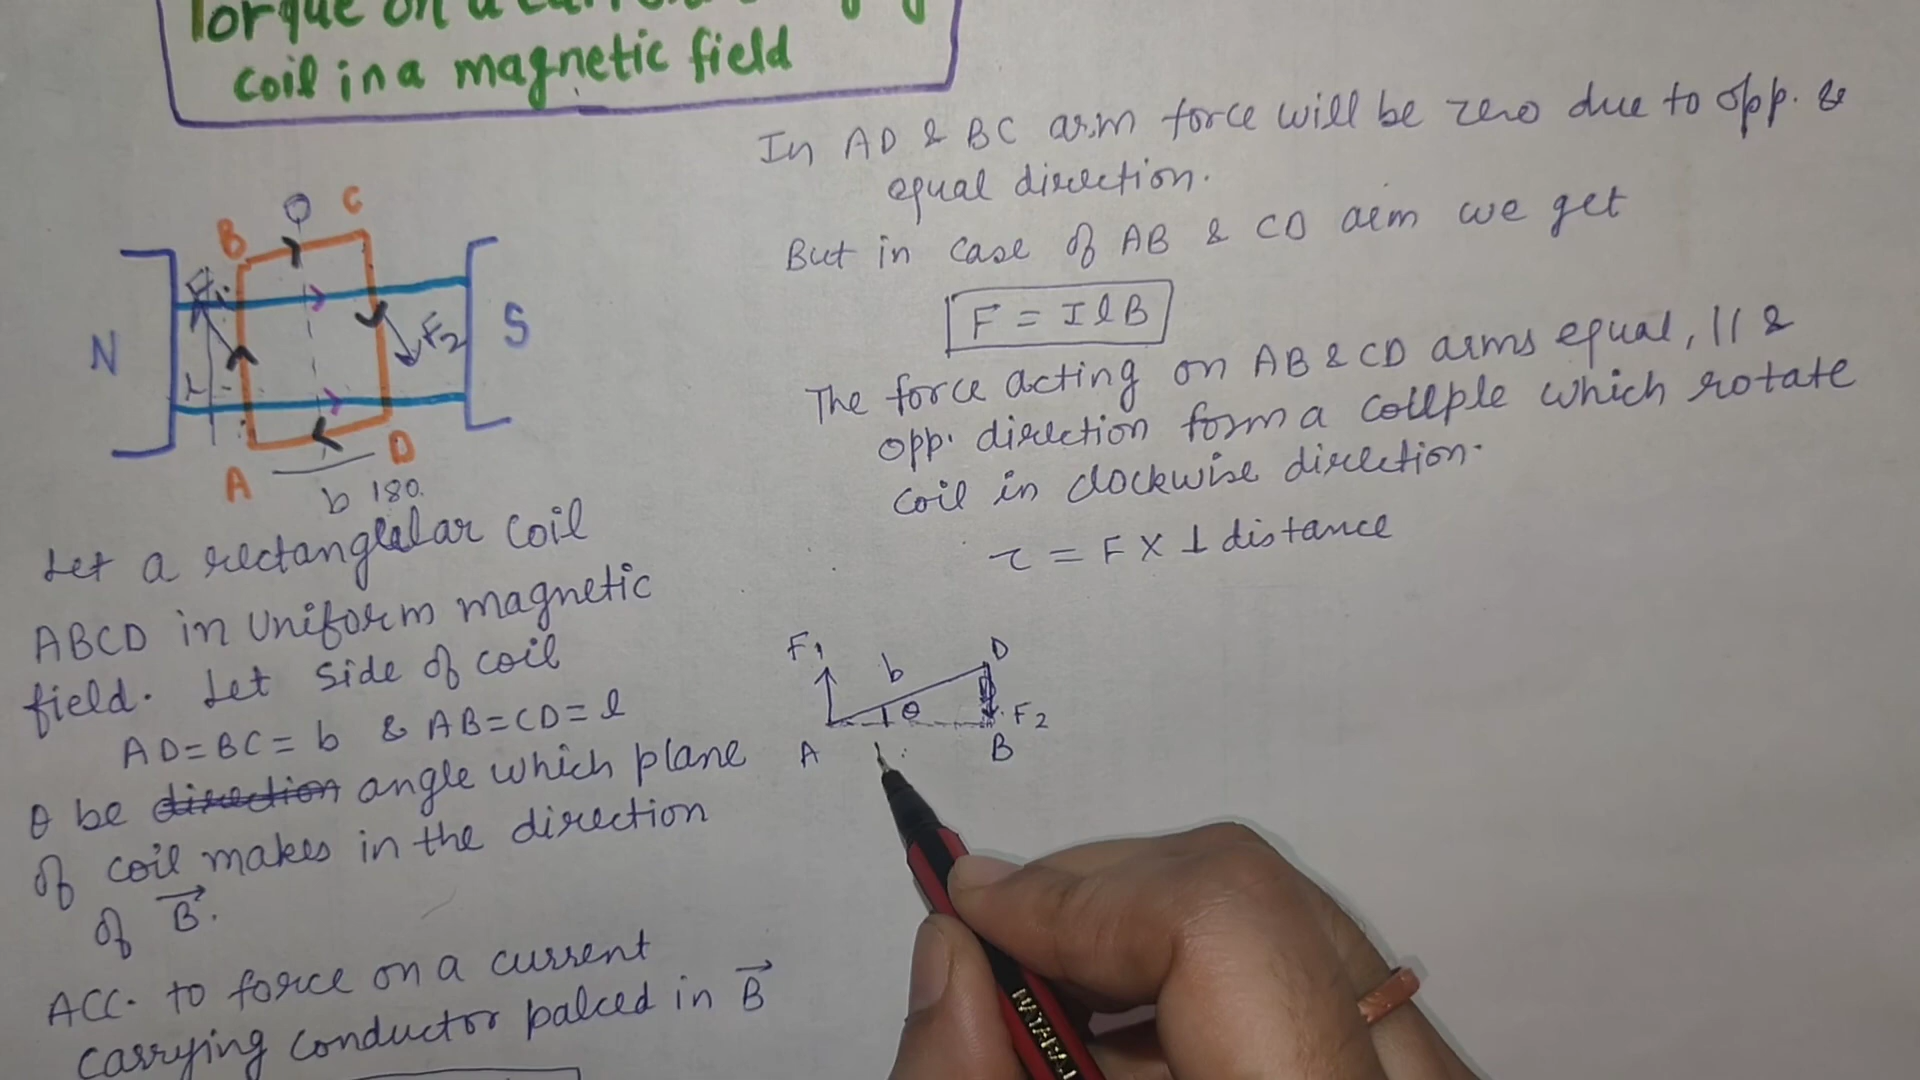 Torque on a
coil in a magnetic field
B
O
C
N
S
F2
A
D
b 180.
Let a rectanglular coil
ABCD in Uniform magnetic
field. Let side of coil
AD=BC=b & AB=CD=l
θ be direction angle which plane
of coil makes in the direction
of B⃗.
ACC. to force on a current
carrying conductor palced in B⃗
In AD & BC arm force will be zero due to opp. &
equal direction.
But in case of AB & CD arm we get
F = IlB
The force acting on AB & CD arms equal, || &
opp. direction form a couple which rotate
coil in clockwise direction.
τ = F X ⊥ distance
F1
b
D
θ
F2
A
B
NATARAJ